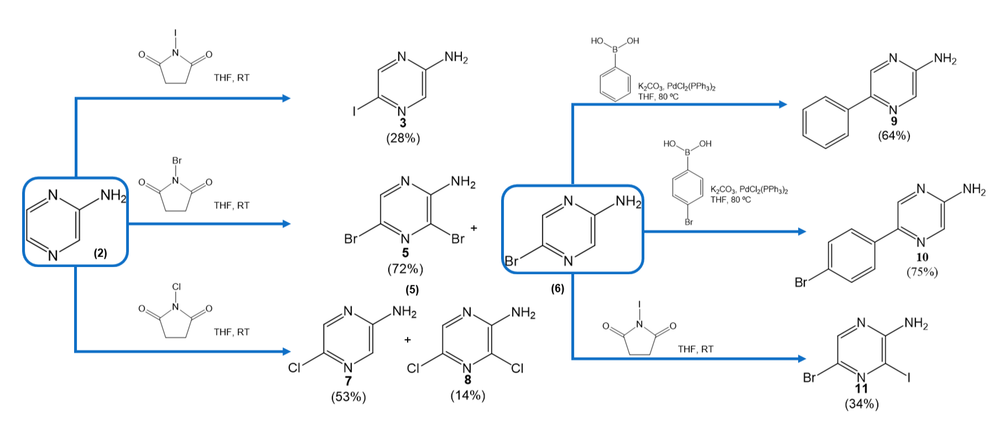 I
N
O
O
THF, RT
N
NH₂
I
N
3
(28%)
Br
N
O
O
THF, RT
N
NH₂
N
(2)
N
NH₂
Br
N
Br
5
(72%)
(5)
+
Cl
N
O
O
THF, RT
N
NH₂
Cl
N
7
(53%)
+
N
NH₂
Cl
N
Cl
8
(14%)
HO
OH
B
K₂CO₃, PdCl₂(PPh₃)₂
THF, 80 ºC
N
NH₂
N
9
(64%)
HO
OH
B
Br
K₂CO₃, PdCl₂(PPh₃)₂
THF, 80 ºC
N
NH₂
Br
N
(6)
N
NH₂
N
Br
10
(75%)
I
N
O
O
THF, RT
N
NH₂
Br
N
I
11
(34%)